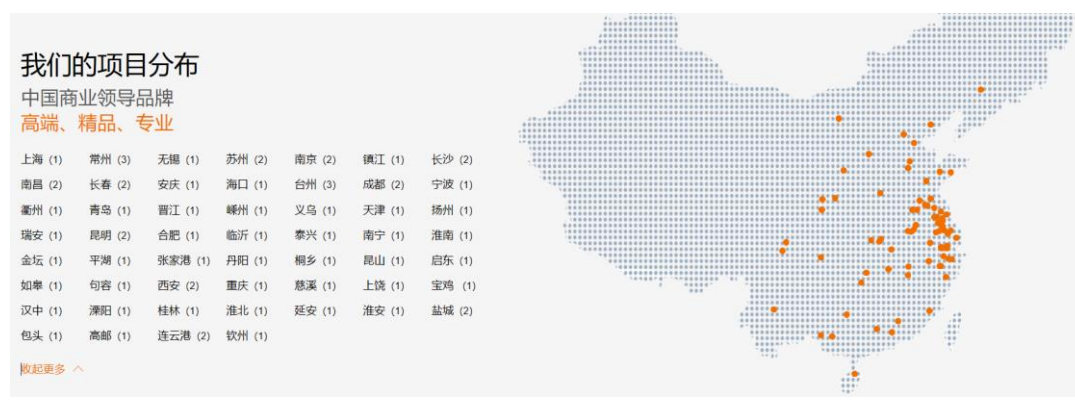 我们的项目分布
中国商业领导品牌
高端、精品、专业
上海 (1) 常州 (3) 无锡 (1) 苏州 (2) 南京 (2) 镇江 (1) 长沙 (2)
南昌 (2) 长春 (2) 安庆 (1) 海口 (1) 台州 (3) 成都 (2) 宁波 (1)
衢州 (1) 青岛 (1) 晋江 (1) 嵊州 (1) 义乌 (1) 天津 (1) 扬州 (1)
瑞安 (1) 昆明 (2) 合肥 (1) 临沂 (1) 泰兴 (1) 南宁 (1) 淮南 (1)
金坛 (1) 平湖 (1) 张家港 (1) 丹阳 (1) 桐乡 (1) 昆山 (1) 启东 (1)
如皋 (1) 句容 (1) 西安 (2) 重庆 (1) 慈溪 (1) 上饶 (1) 宝鸡 (1)
汉中 (1) 溧阳 (1) 桂林 (1) 淮北 (1) 延安 (1) 淮安 (1) 盐城 (2)
包头 (1) 高邮 (1) 连云港 (2) 钦州 (1)
收起更多